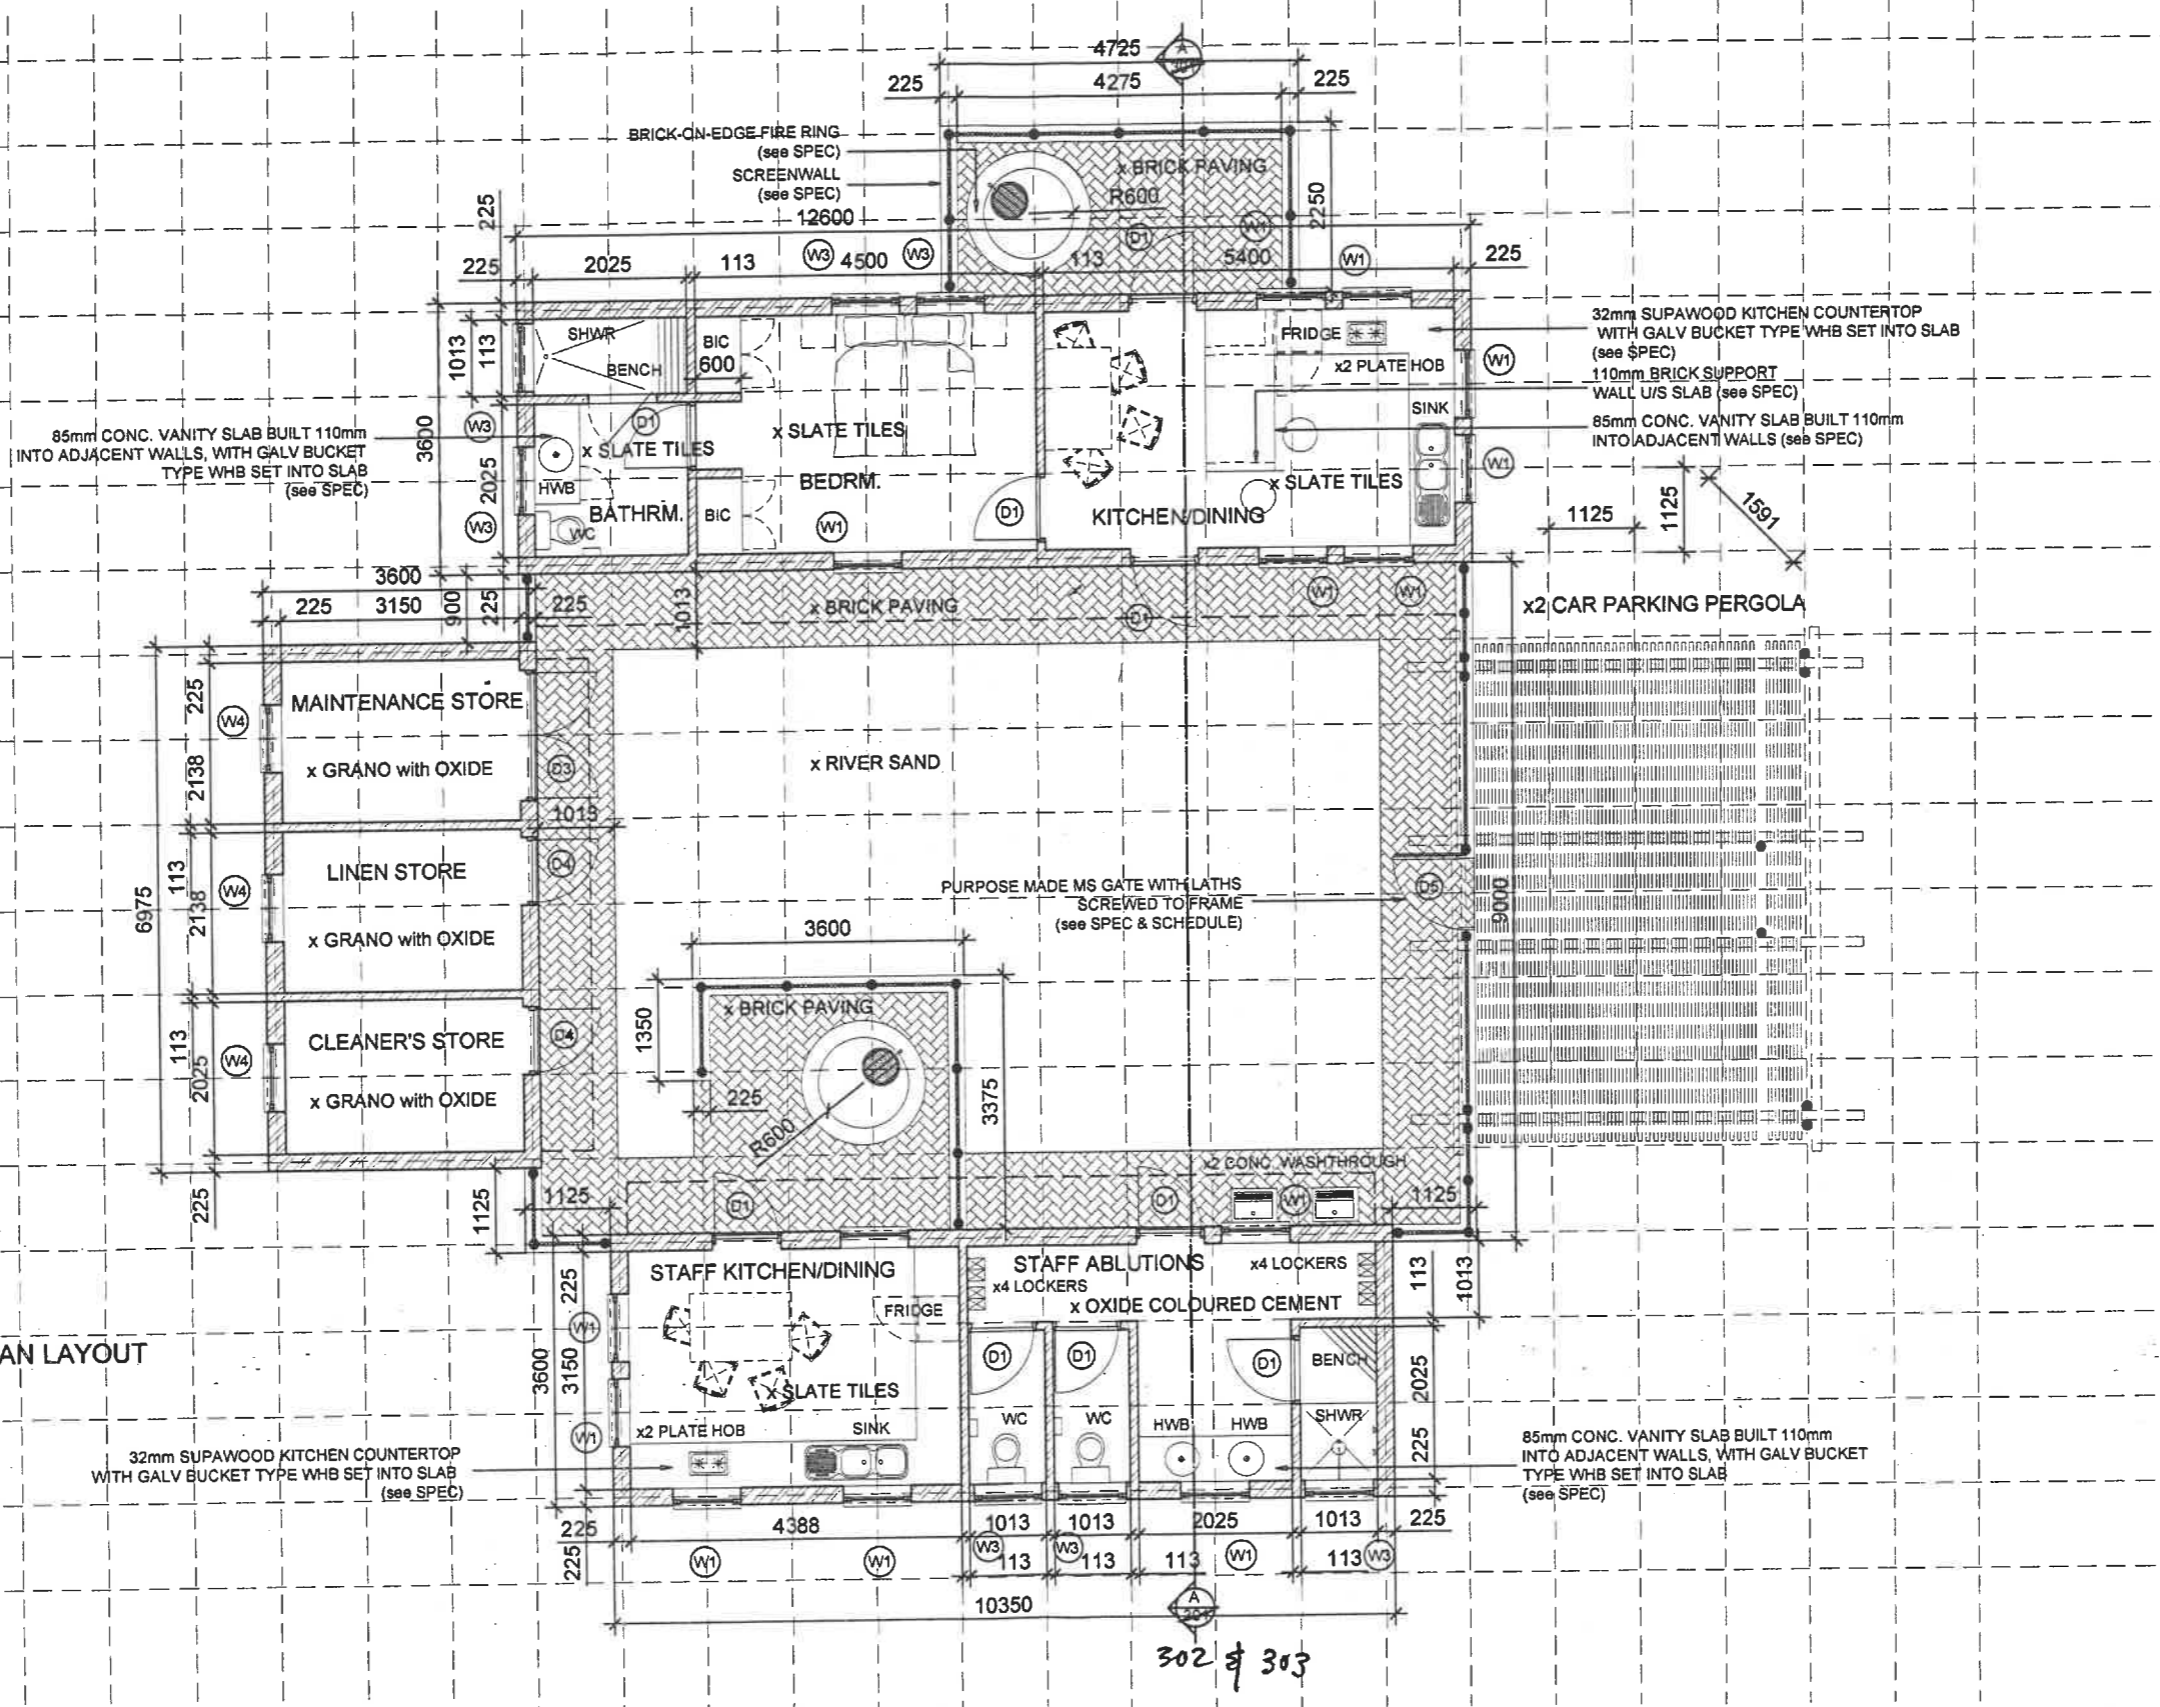 4725
A
225
4275
225
BRICK-ON-EDGE FIRE RING
(see SPEC)
x BRICK PAVING
SCREENWALL
(see SPEC)
R600
2250
225
12600
D1
W1
225
2025
113
W3
4500
W3
113
5400
W1
225
SHWR
BENCH
BIC
600
FRIDGE
x2 PLATE HOB
32mm SUPAWOOD KITCHEN COUNTERTOP
WITH GALV BUCKET TYPE WHB SET INTO SLAB
(see SPEC)
110mm BRICK SUPPORT
WALL U/S SLAB (see SPEC)
85mm CONC. VANITY SLAB BUILT 110mm
INTO ADJACENT WALLS (see SPEC)
1013
113
W1
SINK
W1
3600
W3
D1
x SLATE TILES
x SLATE TILES
85mm CONC. VANITY SLAB BUILT 110mm
INTO ADJACENT WALLS, WITH GALV BUCKET
TYPE WHB SET INTO SLAB
(see SPEC)
2025
HWB
BEDRM.
x SLATE TILES
W3
BATHRM.
WC
BIC
W1
D1
KITCHEN/DINING
1125
1125
1591
3600
225
3150
900
225
225
1013
x BRICK PAVING
D1
W1
W1
x2 CAR PARKING PERGOLA
225
MAINTENANCE STORE
W4
x GRANO with OXIDE
D3
x RIVER SAND
2138
1013
6975
113
LINEN STORE
W4
D4
2138
x GRANO with OXIDE
PURPOSE MADE MS GATE WITH LATHS
SCREWED TO FRAME
(see SPEC & SCHEDULE)
D5
9000
3600
x BRICK PAVING
1350
113
CLEANER'S STORE
W4
D4
2025
x GRANO with OXIDE
225
R600
3375
225
1125
1125
D1
x2 CONC. WASHTHROUGH
D1
W1
1125
STAFF KITCHEN/DINING
STAFF ABLUTIONS
x4 LOCKERS
x4 LOCKERS
225
113
1013
FRIDGE
x OXIDE COLOURED CEMENT
W1
AN LAYOUT
3600
3150
D1
D1
D1
BENCH
2025
x SLATE TILES
WC
WC
HWB
HWB
SHWR
W1
x2 PLATE HOB
SINK
225
32mm SUPAWOOD KITCHEN COUNTERTOP
WITH GALV BUCKET TYPE WHB SET INTO SLAB
(see SPEC)
85mm CONC. VANITY SLAB BUILT 110mm
INTO ADJACENT WALLS, WITH GALV BUCKET
TYPE WHB SET INTO SLAB
(see SPEC)
225
4388
1013
1013
2025
1013
225
225
W1
W1
W3
113
W3
113
113
W1
113
W3
10350
A
302 & 303